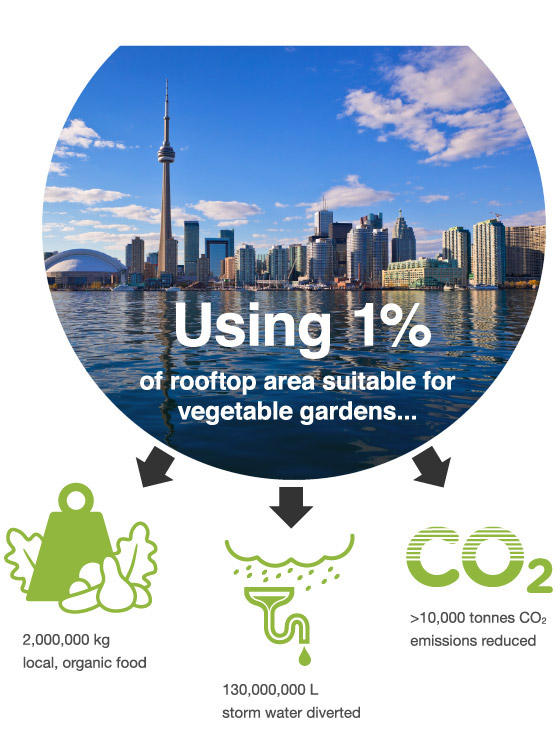 Using 1%
of rooftop area suitable for
vegetable gardens...
2,000,000 kg
local, organic food
130,000,000 L
storm water diverted
CO2
>10,000 tonnes CO₂
emissions reduced